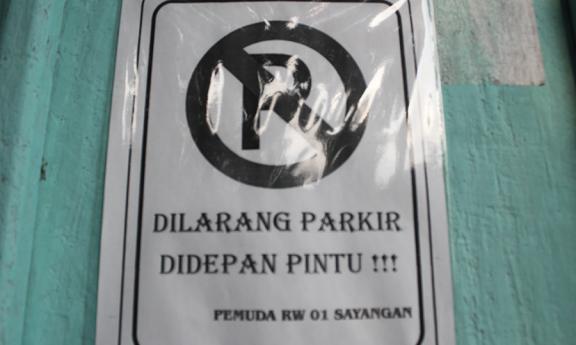 P
DILARANG PARKIR
DIDEPAN PINTU !!!
PEMUDA RW 01 SAYANGAN